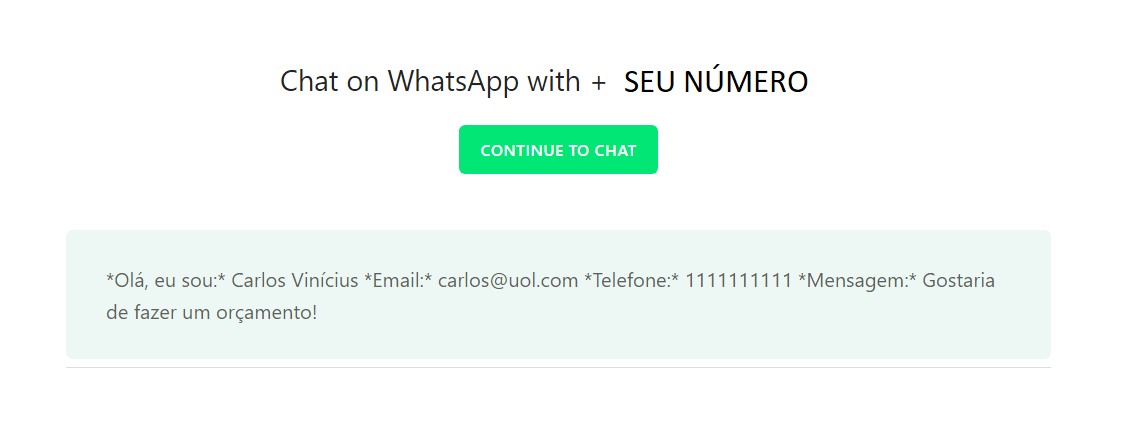 Chat on WhatsApp with + SEU NÚMERO
CONTINUE TO CHAT
*Olá, eu sou:* Carlos Vinícius *Email:* carlos@uol.com *Telefone:* 1111111111 *Mensagem:* Gostaria
de fazer um orçamento!